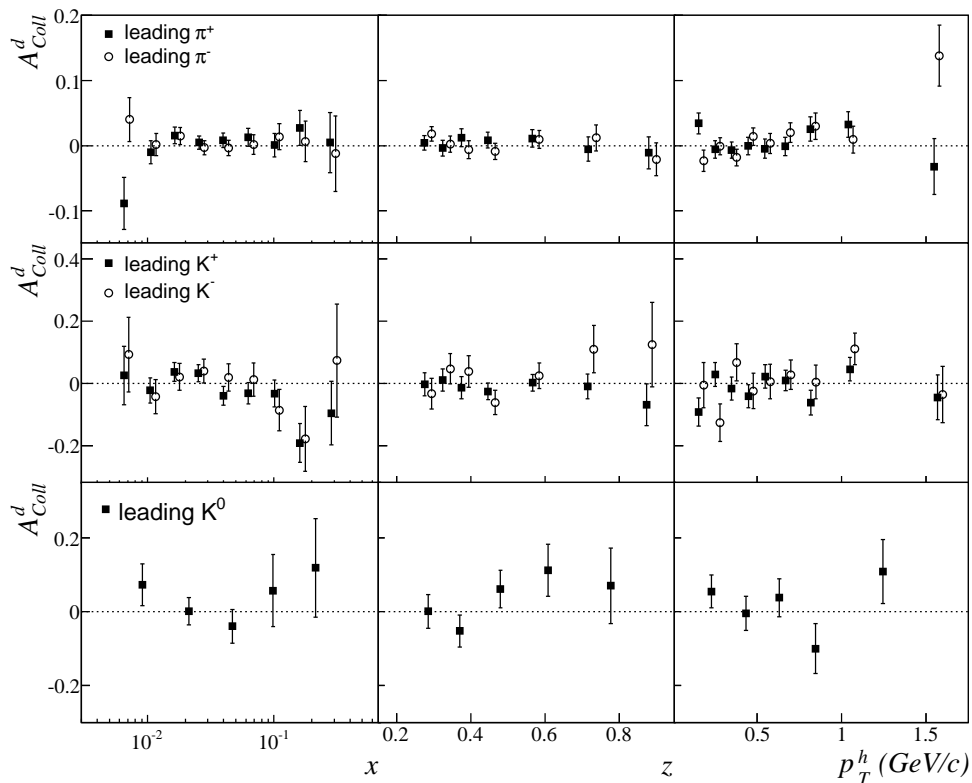 A^d_Coll
0.2
0.1
0
-0.1
leading π⁺
leading π⁻
A^d_Coll
0.4
0.2
0
-0.2
leading K⁺
leading K⁻
A^d_Coll
0.2
0
-0.2
leading K⁰
10⁻² 10⁻¹ 0.2 0.4 0.6 0.8 0.5 1 1.5
x z p^h_T (GeV/c)